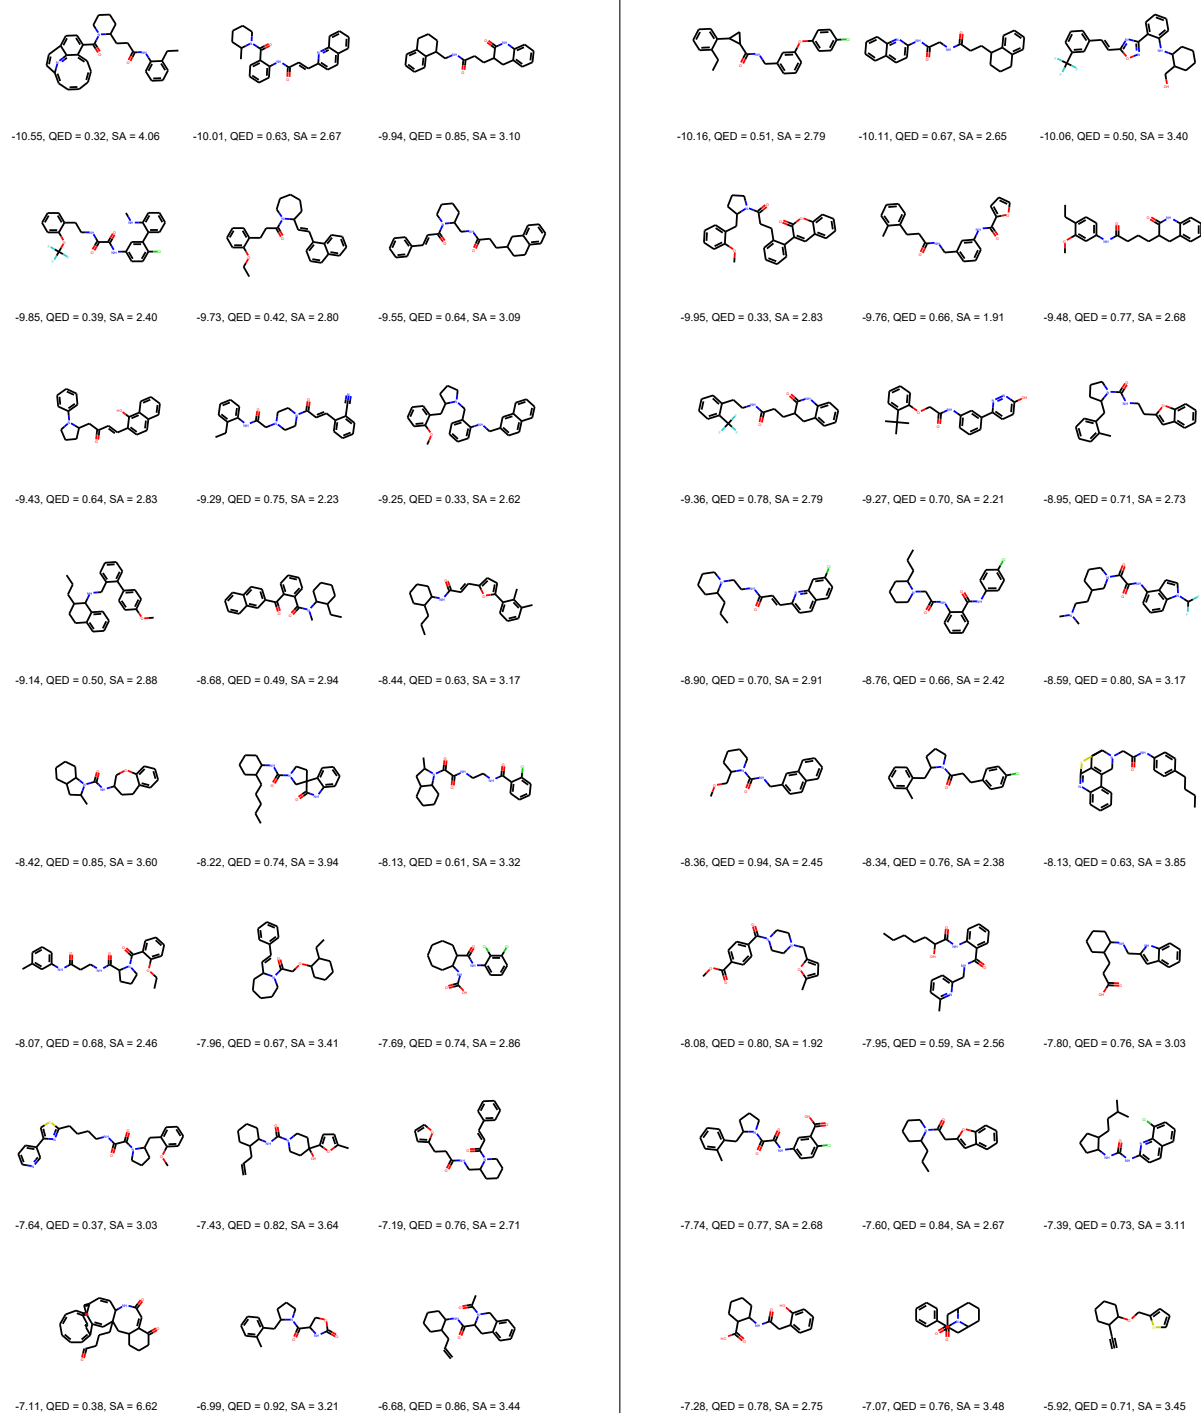 -10.55, QED = 0.32, SA = 4.06
-10.01, QED = 0.63, SA = 2.67
-9.94, QED = 0.85, SA = 3.10
-10.16, QED = 0.51, SA = 2.79
-10.11, QED = 0.67, SA = 2.65
-10.06, QED = 0.50, SA = 3.40
-9.85, QED = 0.39, SA = 2.40
-9.73, QED = 0.42, SA = 2.80
-9.55, QED = 0.64, SA = 3.09
-9.95, QED = 0.33, SA = 2.83
-9.76, QED = 0.66, SA = 1.91
-9.48, QED = 0.77, SA = 2.68
-9.43, QED = 0.64, SA = 2.83
-9.29, QED = 0.75, SA = 2.23
-9.25, QED = 0.33, SA = 2.62
-9.36, QED = 0.78, SA = 2.79
-9.27, QED = 0.70, SA = 2.21
-8.95, QED = 0.71, SA = 2.73
-9.14, QED = 0.50, SA = 2.88
-8.68, QED = 0.49, SA = 2.94
-8.44, QED = 0.63, SA = 3.17
-8.90, QED = 0.70, SA = 2.91
-8.76, QED = 0.66, SA = 2.42
-8.59, QED = 0.80, SA = 3.17
-8.42, QED = 0.85, SA = 3.60
-8.22, QED = 0.74, SA = 3.94
-8.13, QED = 0.61, SA = 3.32
-8.36, QED = 0.94, SA = 2.45
-8.34, QED = 0.76, SA = 2.38
-8.13, QED = 0.63, SA = 3.85
-8.07, QED = 0.68, SA = 2.46
-7.96, QED = 0.67, SA = 3.41
-7.69, QED = 0.74, SA = 2.86
-8.08, QED = 0.80, SA = 1.92
-7.95, QED = 0.59, SA = 2.56
-7.80, QED = 0.76, SA = 3.03
-7.64, QED = 0.37, SA = 3.03
-7.43, QED = 0.82, SA = 3.64
-7.19, QED = 0.76, SA = 2.71
-7.74, QED = 0.77, SA = 2.68
-7.60, QED = 0.84, SA = 2.67
-7.39, QED = 0.73, SA = 3.11
-7.11, QED = 0.38, SA = 6.62
-6.99, QED = 0.92, SA = 3.21
-6.68, QED = 0.86, SA = 3.44
-7.28, QED = 0.78, SA = 2.75
-7.07, QED = 0.76, SA = 3.48
-5.92, QED = 0.71, SA = 3.45